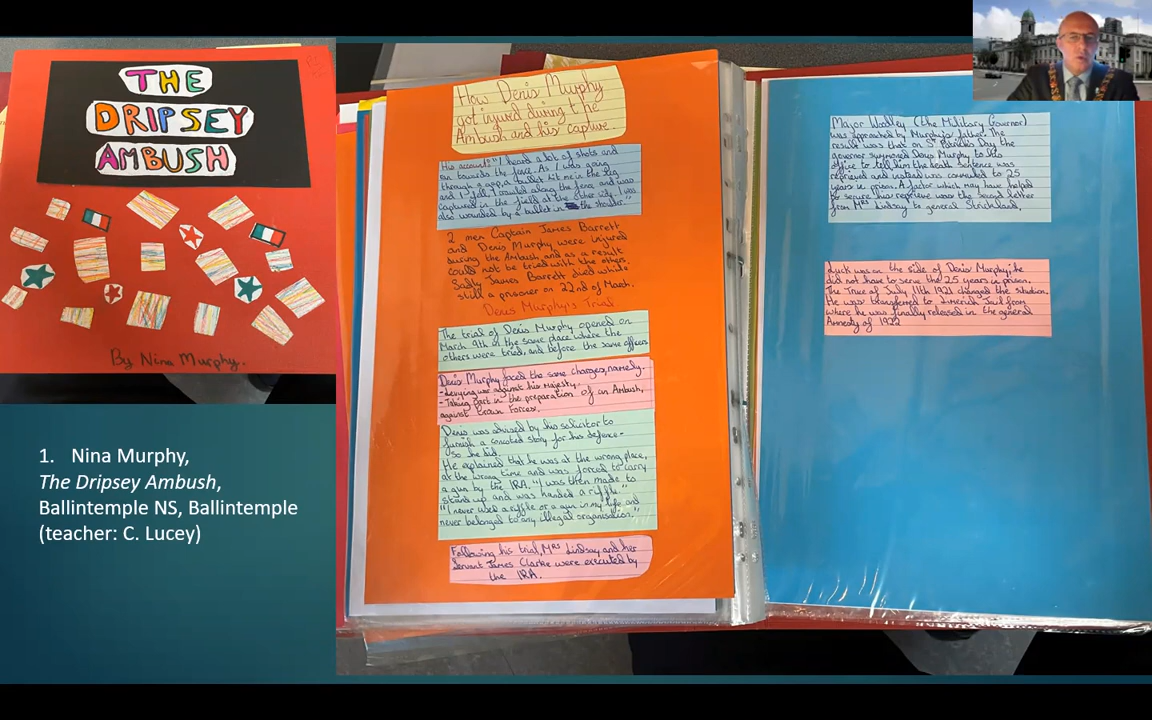 THE
DRIPSEY
AMBUSH
By Nina Murphy.
1. Nina Murphy,
The Dripsey Ambush,
Ballintemple NS, Ballintemple
(teacher: C. Lucey)
How Denis Murphy
got injured during the
Ambush and his capture.
His account: "I heard a lot of shots and
ran towards the fence. As I was going
through a gap, a bullet hit me in the leg
and I fell. I crawled along the fence and was
captured in the field at the other I was
also wounded by a bullet in the shoulder."
2 men Captain James Barrett
and Denis Murphy were injured
during the Ambush, and as a result
could not be tried with the others.
Sadly James Barrett died while
still a prisoner on 22nd of March.
Denis Murphy's Trial
The trial of Denis Murphy opened on
March 9th in the same place where the
others were tried, and before the same officers
Denis Murphy faced the same charges, namely.
- war against his Majesty.
- Taking part in the preparation of an Ambush,
against Crown Forces.
Denis was advised by his solicitor to
furnish a story for his defence -
so he did.
He explained that he was at the wrong place,
at the wrong time and was forced to carry
a gun by the IRA. "I was then made to
stand up and was handed a riffle."
"I never used a riffle or a gun in my life and
never belonged to any illegal organisation."
Following his trial, Mrs Lindsay and her
Servant James Clarke were executed by
the IRA.
Major (the Military Governor)
was by Murphy's father. The
result was that on St Patricks Day the
governor summoned Denis Murphy to his
office to tell him the death sentence was
reprieved and instead was commuted to 25
years in prison. A factor which may have helped
to secure his reprieve was the second letter
from Mrs Lindsay to general Strickland.
Luck was on the side of Denis Murphy, he
did not have to serve the 25 years in prison.
The Truce of July 11th 1921 changed the situation.
He was transferred to Limerick Jail from
where he was finally released in the general
Amnesty of 1922